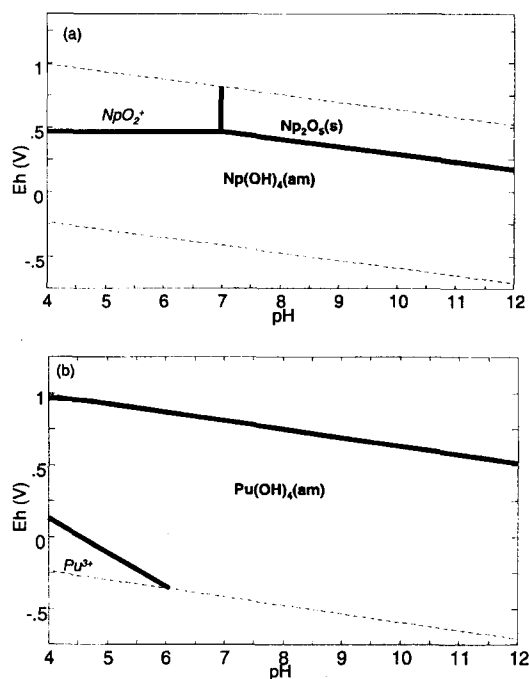 (a)
1
.5
0
-.5
Eh (V)
NpO₂⁺
Np₂O₅(s)
Np(OH)₄(am)
4 5 6 7 8 9 10 11 12
pH
(b)
1
.5
0
-.5
Eh (V)
Pu(OH)₄(am)
Pu³⁺
4 5 6 7 8 9 10 11 12
pH